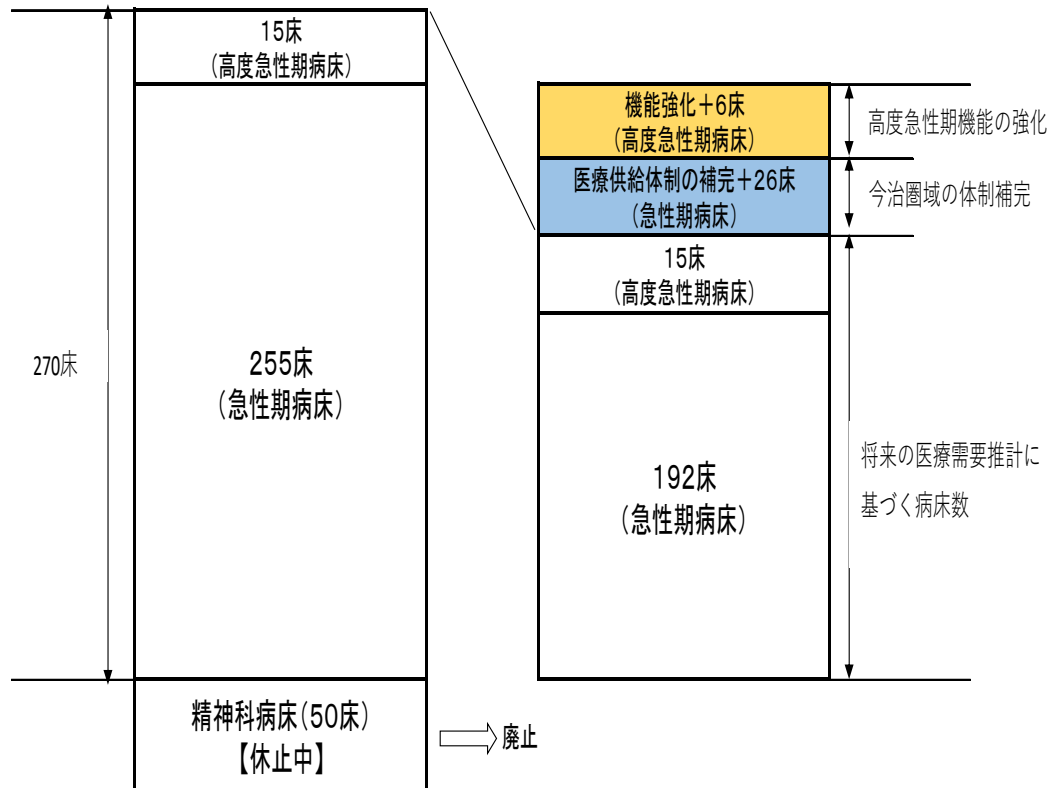 15床
(高度急性期病床)
270床
255床
(急性期病床)
精神科病床(50床)
【休止中】
廃止
機能強化+6床
(高度急性期病床)
医療供給体制の補完+26床
(急性期病床)
15床
(高度急性期病床)
192床
(急性期病床)
高度急性期機能の強化
今治圏域の体制補完
将来の医療需要推計に
基づく病床数